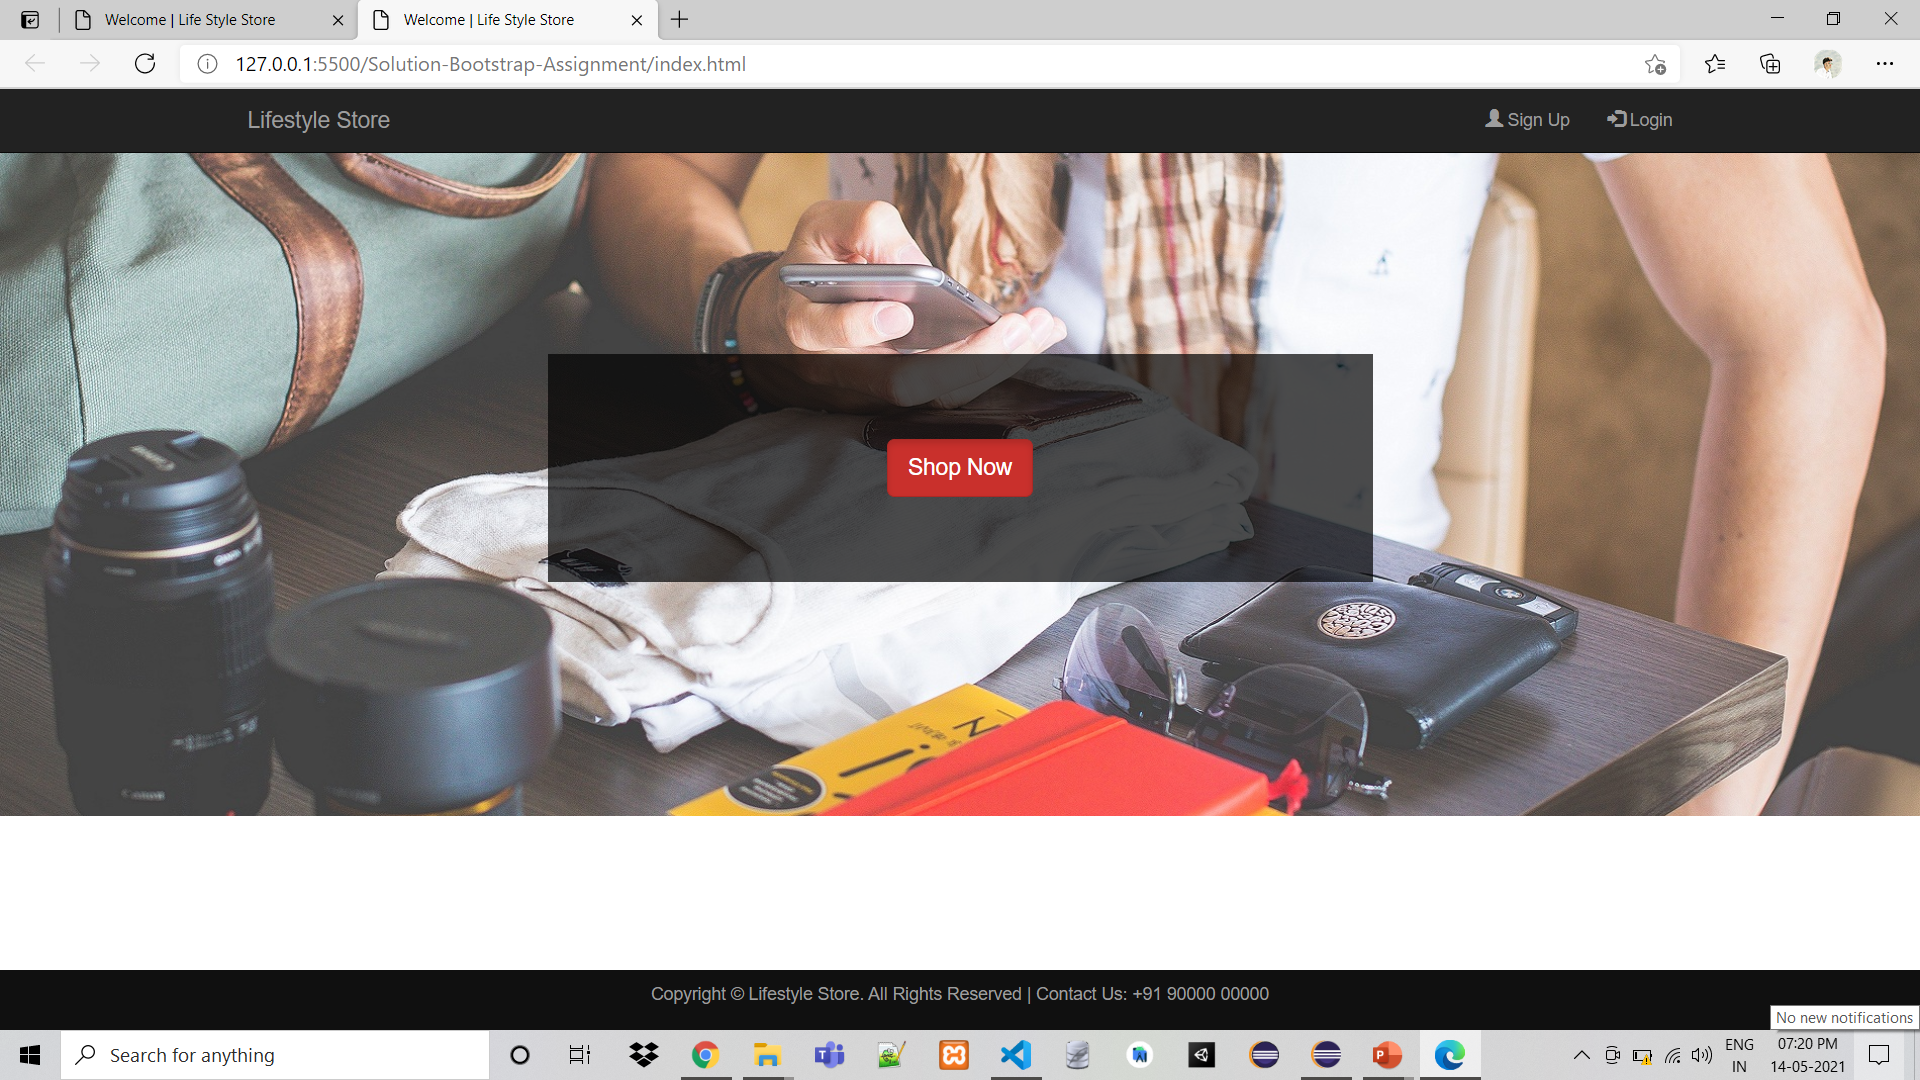 Welcome | Life Style Store
Welcome | Life Style Store
127.0.0.1:5500/Solution-Bootstrap-Assignment/index.html
Lifestyle Store
Sign Up
Login
Shop Now
Canon
Copyright © Lifestyle Store. All Rights Reserved | Contact Us: +91 90000 00000
No new notifications
Search for anything
ENG
IN
07:20 PM
14-05-2021